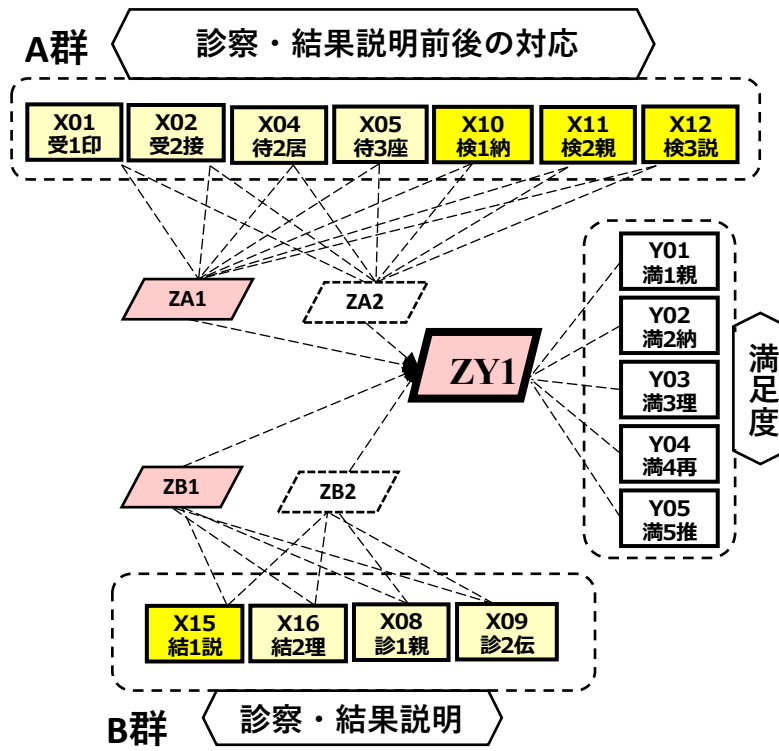 診察・結果説明前後の対応
A群
X01
受1印
X02
受2接
X04
待2居
X05
待3座
X10
検1納
X11
検2親
X12
検3説
ZA1
ZA2
ZY1
Y01
満1親
Y02
満2納
Y03
満3理
Y04
満4再
Y05
満5推
満足度
ZB1
ZB2
X15
結1説
X16
結2理
X08
診1親
X09
診2伝
B群
診察・結果説明